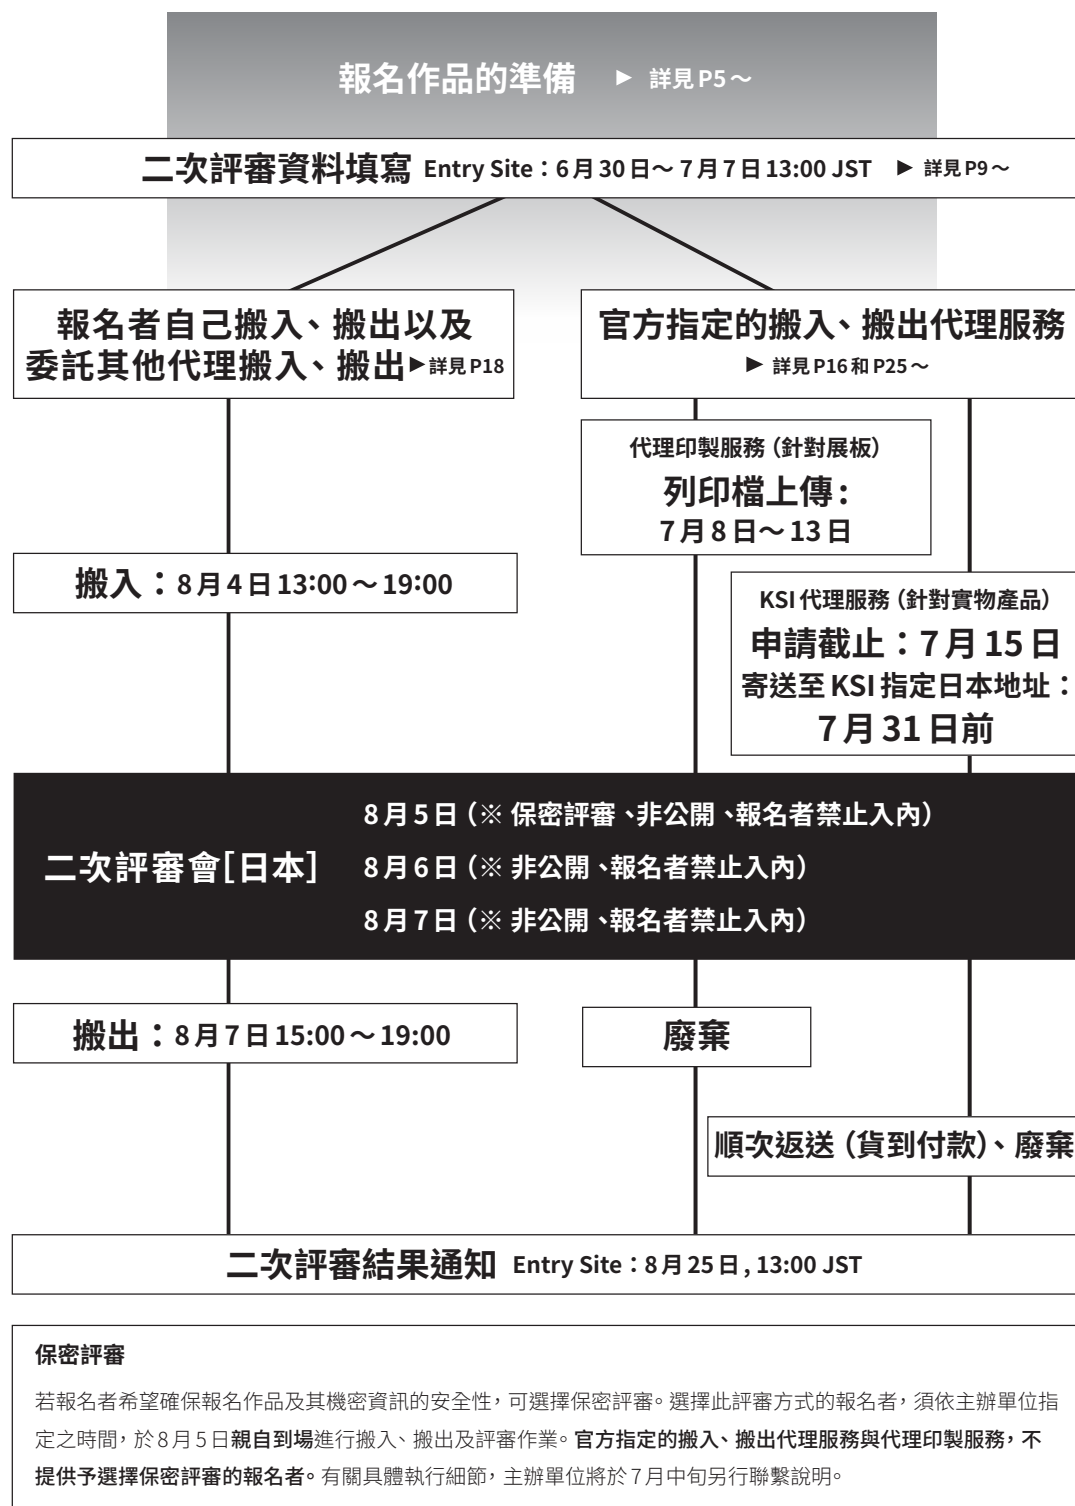 報名作品的準備 ▶ 詳見P5～
二次評審資料填寫 Entry Site：6月30日～7月7日13:00 JST ▶ 詳見P9～
報名者自己搬入、搬出以及
委託其他代理搬入、搬出▶詳見P18
官方指定的搬入、搬出代理服務
▶ 詳見P16和P25～
代理印製服務（針對展板）
列印檔上傳：
7月8日～13日
搬入：8月4日13:00～19:00
KSI代理服務（針對實物產品）
申請截止：7月15日
寄送至KSI指定日本地址：
7月31日前
二次評審會[日本]
8月5日（※ 保密評審、非公開、報名者禁止入內）
8月6日（※ 非公開、報名者禁止入內）
8月7日（※ 非公開、報名者禁止入內）
搬出：8月7日15:00～19:00
廢棄
順次返送（貨到付款）、廢棄
二次評審結果通知 Entry Site：8月25日, 13:00 JST
保密評審
若報名者希望確保報名作品及其機密資訊的安全性，可選擇保密評審。選擇此評審方式的報名者，須依主辦單位指
定之時間，於8月5日親自到場進行搬入、搬出及評審作業。官方指定的搬入、搬出代理服務與代理印製服務，不
提供予選擇保密評審的報名者。有關具體執行細節，主辦單位將於7月中旬另行聯繫說明。